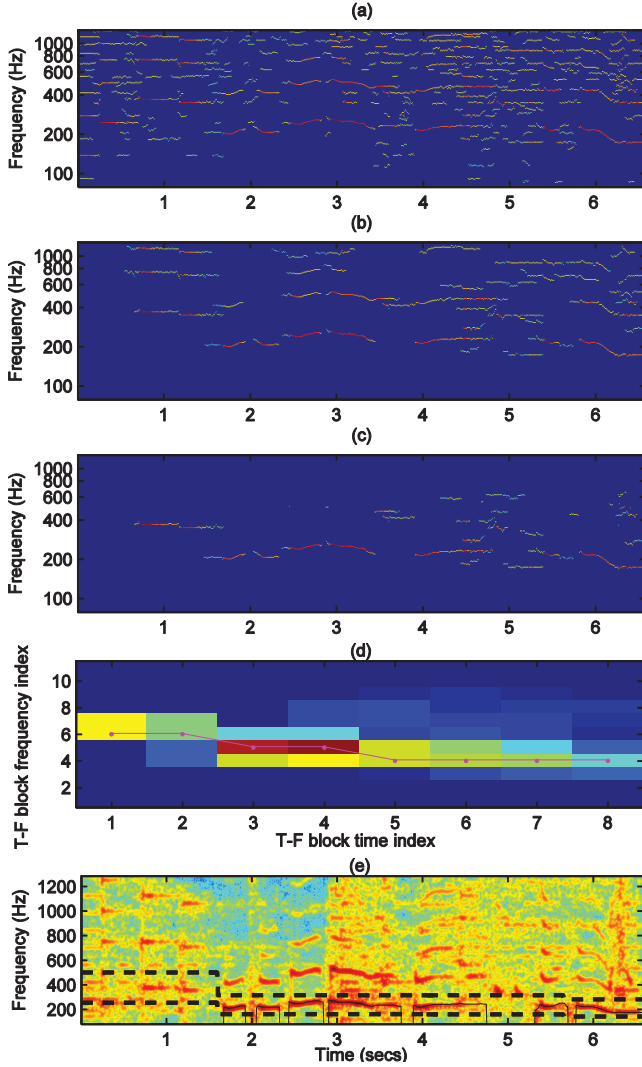 (a)
Frequency (Hz)
1000
800
600
400
200
100
1 2 3 4 5 6
(b)
Frequency (Hz)
1000
800
600
400
200
100
1 2 3 4 5 6
(c)
Frequency (Hz)
1000
800
600
400
200
100
1 2 3 4 5 6
(d)
T-F block frequency index
10
8
6
4
2
1 2 3 4 5 6 7 8
T-F block time index
(e)
Frequency (Hz)
1200
1000
800
600
400
200
1 2 3 4 5 6
Time (secs)